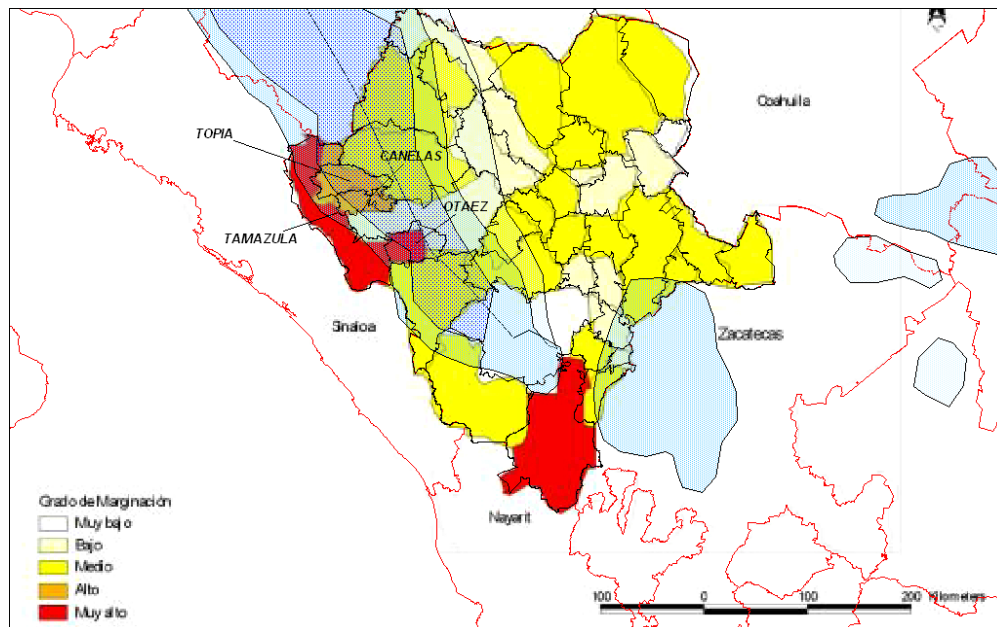 Coahuila
TOPIA
CANELAS
OTAEZ
TAMAZULA
Sinaloa
Zacatecas
Nayarit
Grado de Marginación
Muy bajo
Bajo
Medio
Alto
Muy alto
100 0 100 200 Kilometers